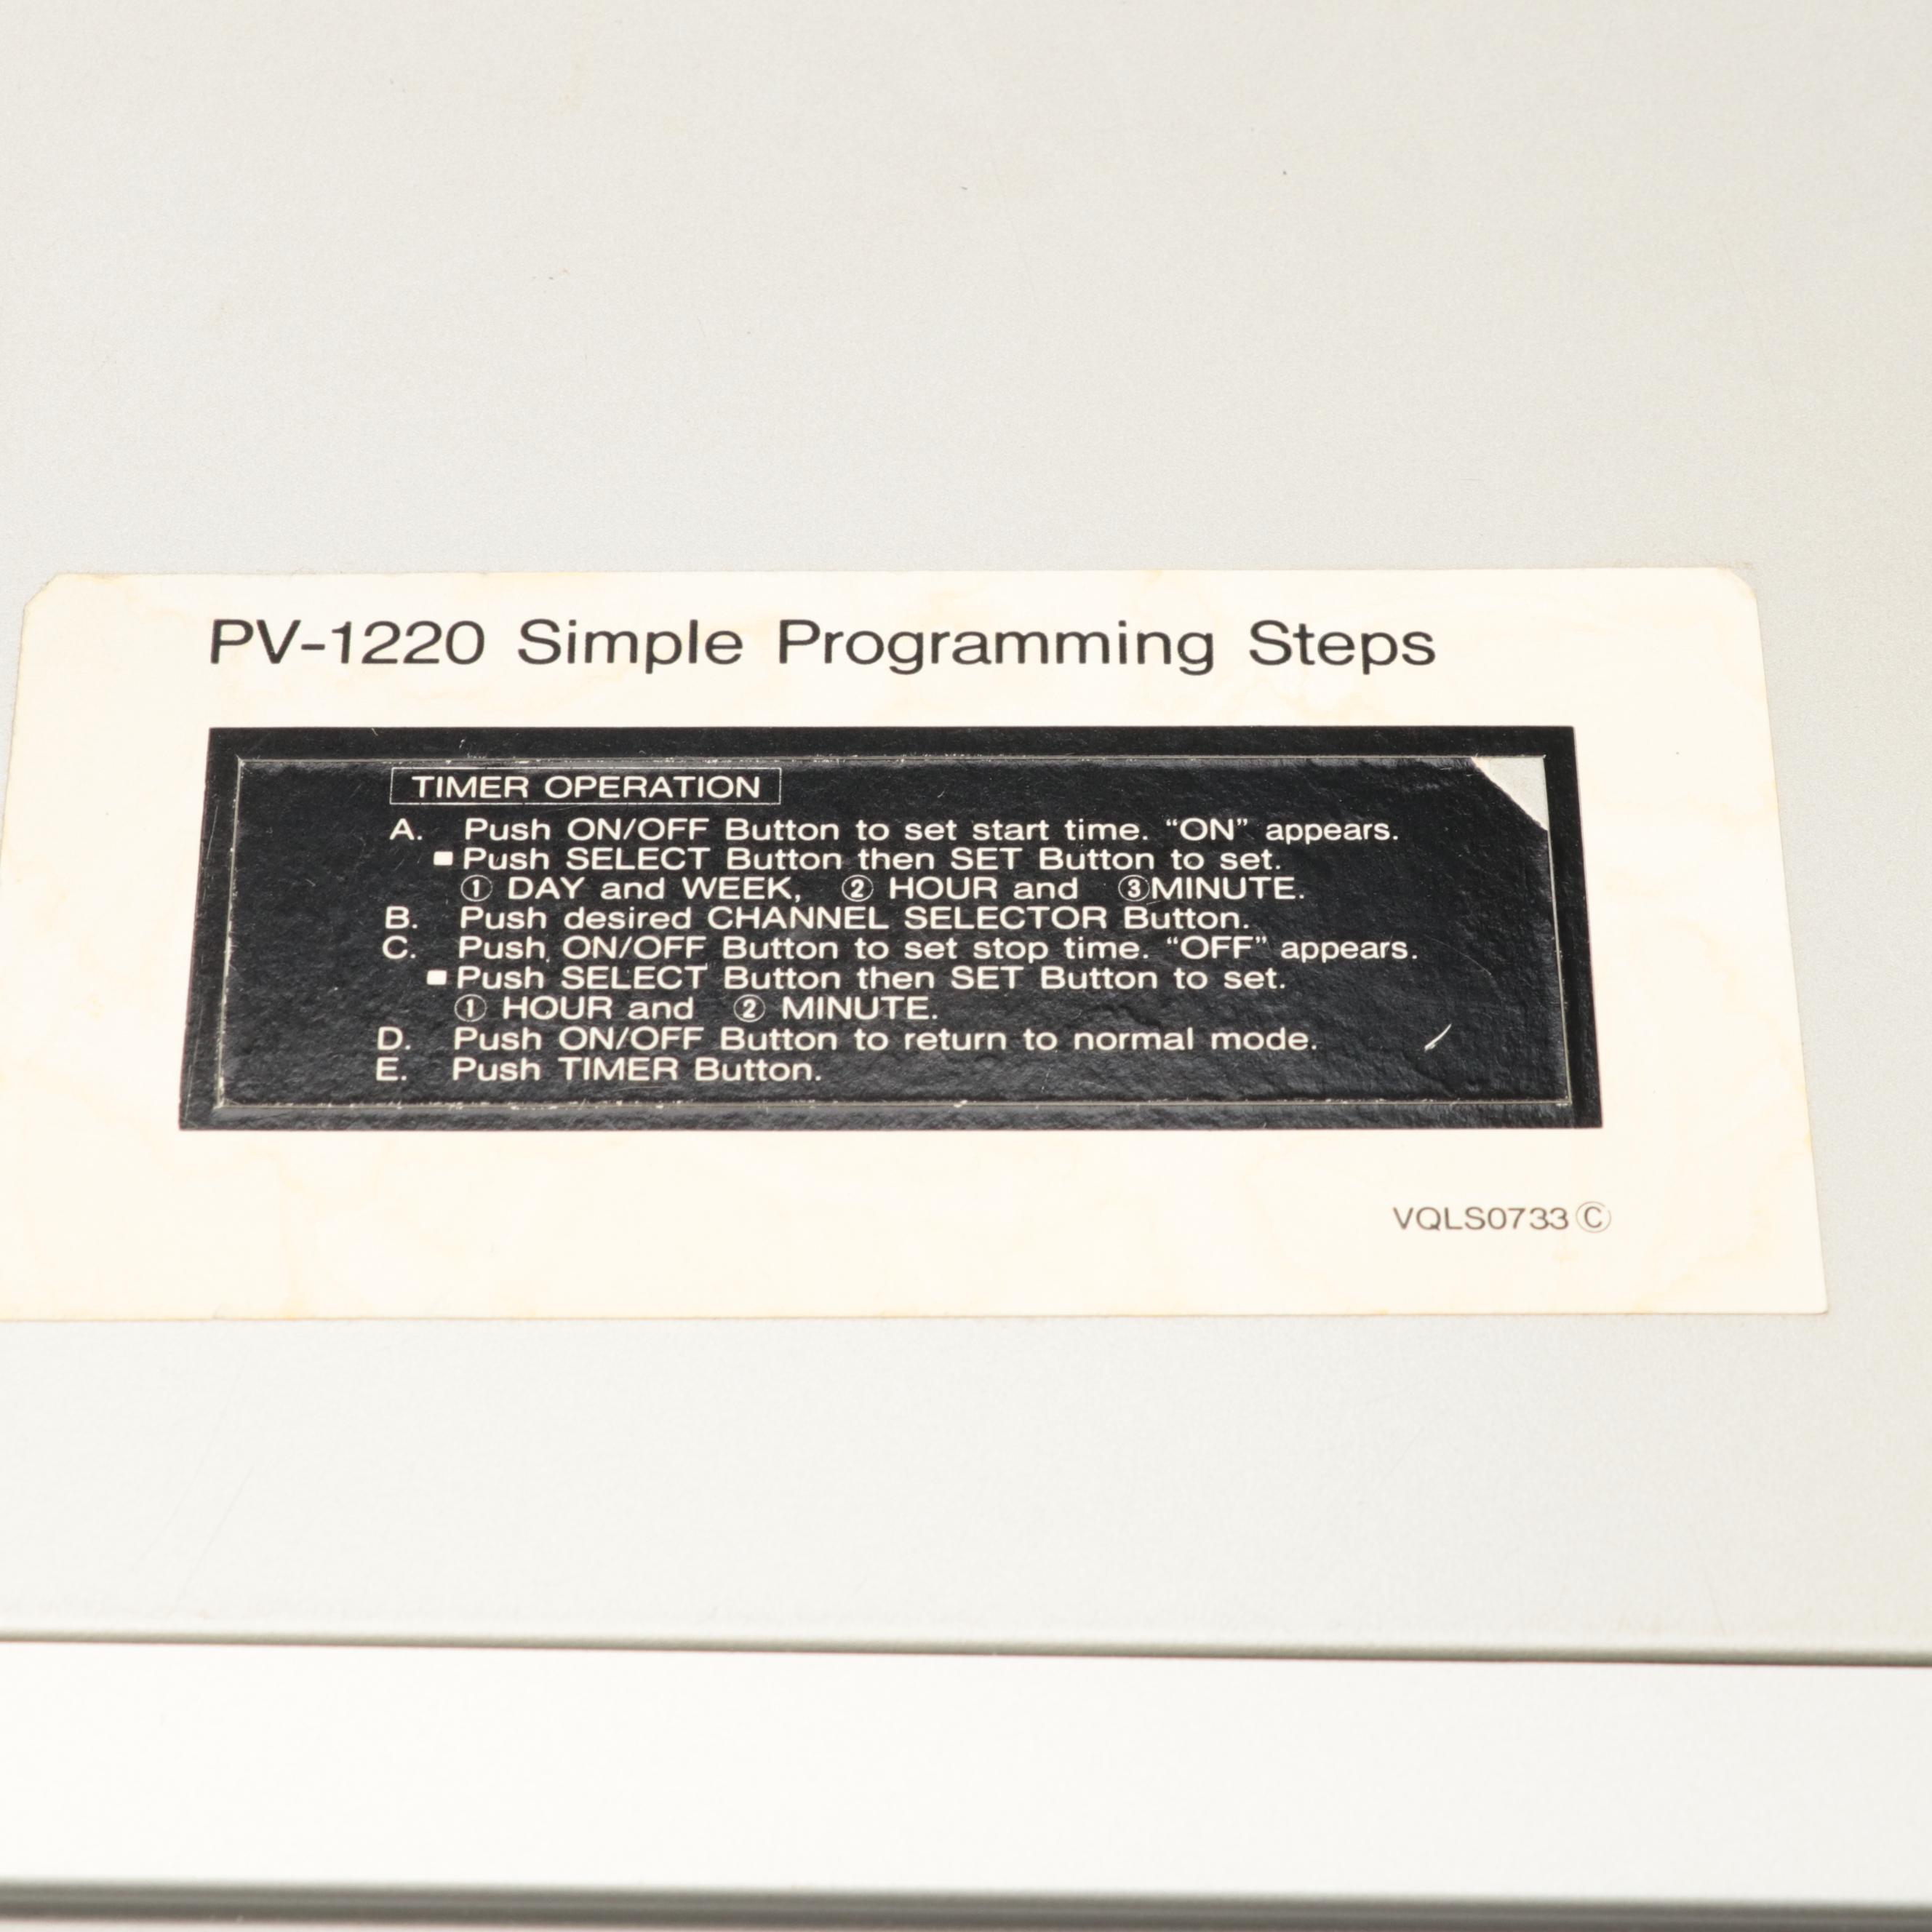 PV-1220 Simple Programming Steps
TIMER OPERATION
A. Push ON/OFF Button to set start time. “ON” appears.
■ Push SELECT Button then SET Button to set.
① DAY and WEEK, ② HOUR and ③MINUTE.
B. Push desired CHANNEL SELECTOR Button.
C. Push ON/OFF Button to set stop time. “OFF” appears.
■ Push SELECT Button then SET Button to set.
① HOUR and ② MINUTE.
D. Push ON/OFF Button to return to normal mode.
E. Push TIMER Button.
VQLS0733Ⓒ